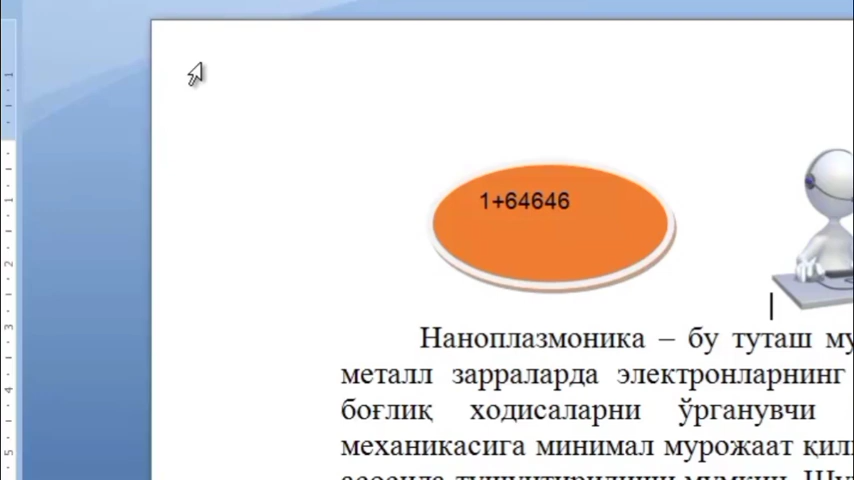 1+64646
Наноплазмоника – бу туташ
металл зарраларда электронларнинг
боғлиқ ходисаларни ўрганувчи
механикасига минимал мурожаат